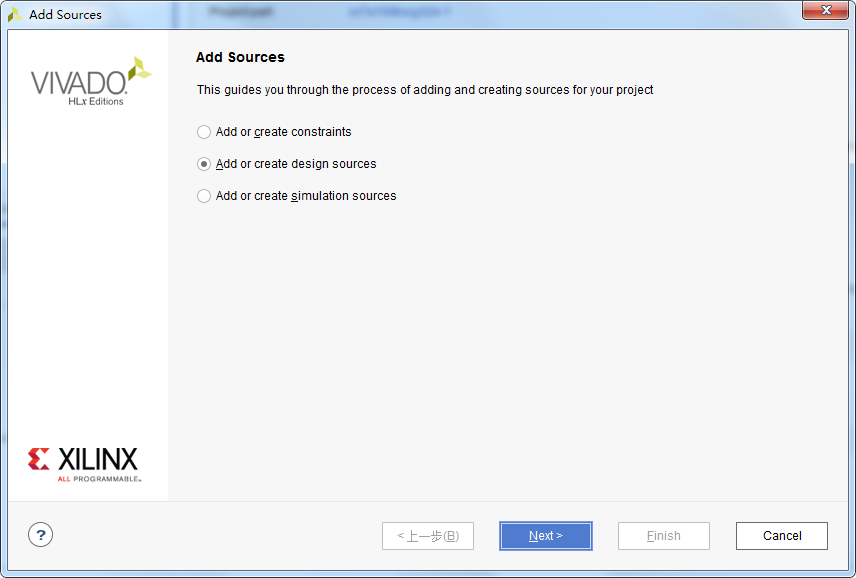 Add Sources
VIVADO.
HLx Editions
Add Sources
This guides you through the process of adding and creating sources for your project
Add or create constraints
Add or create design sources
Add or create simulation sources
XILINX
ALL PROGRAMMABLE™
?
< 上一步(B)
Next >
Finish
Cancel